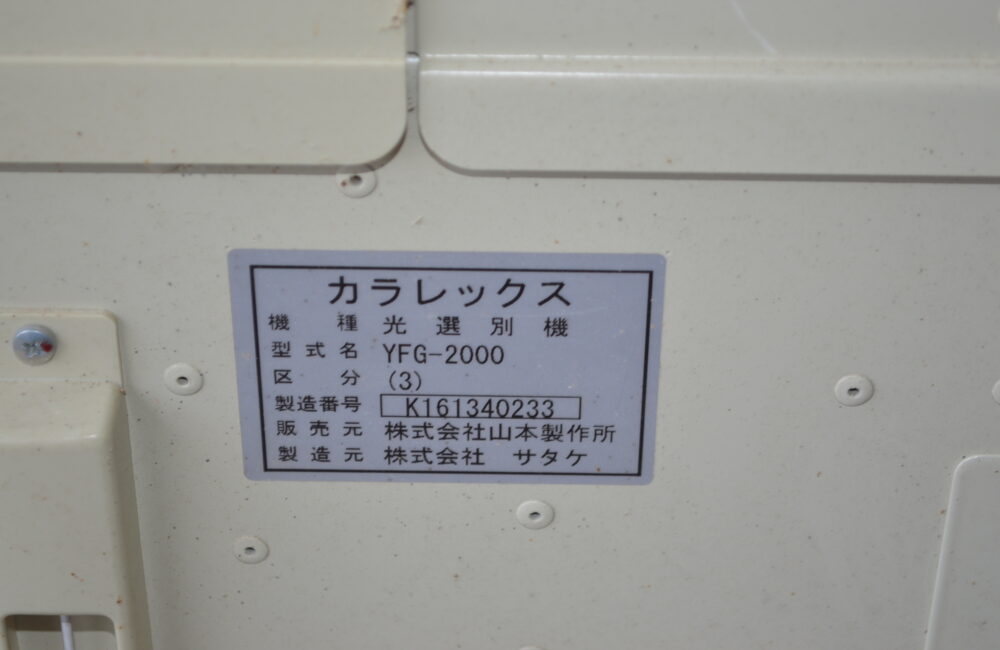 カラレックス
機種 光選別機
型式名 YFG-2000
区分 (3)
製造番号 K161340233
販売元 株式会社山本製作所
製造元 株式会社 サタケ